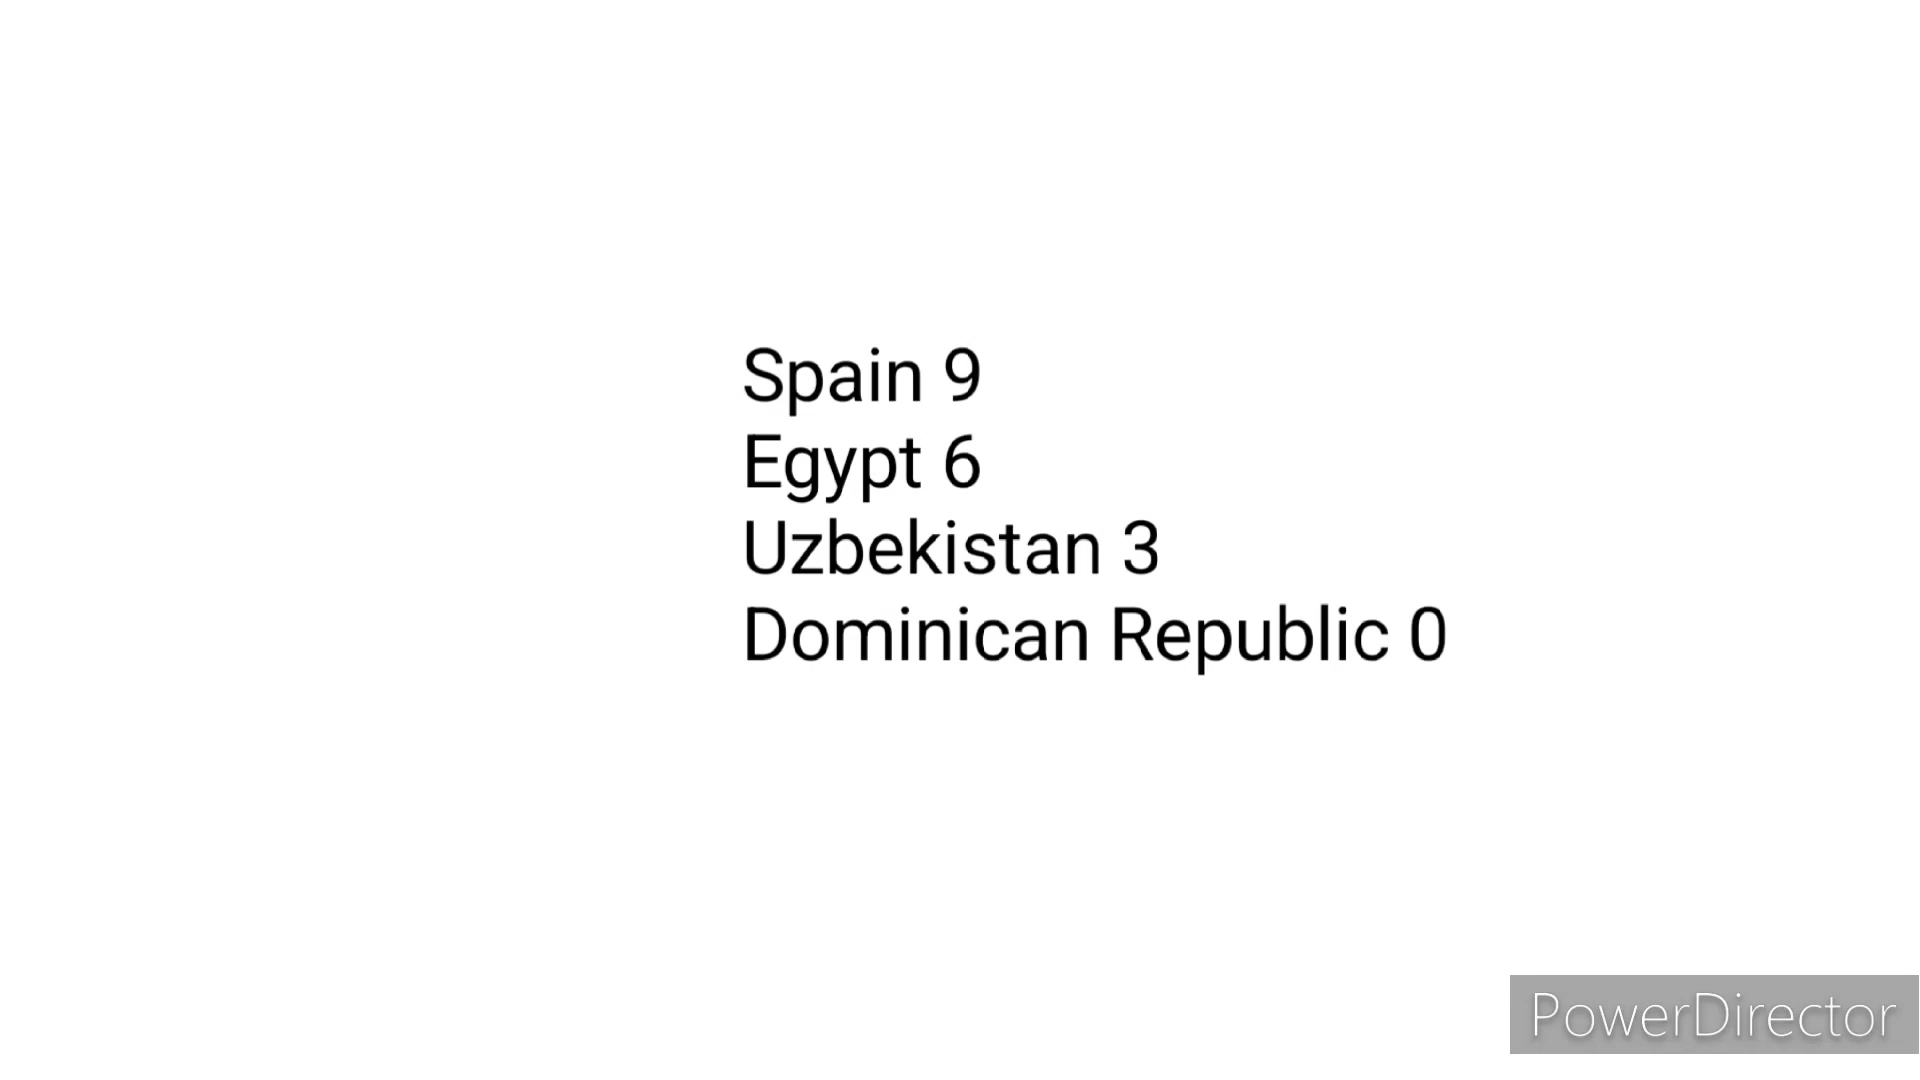 Spain 9
Egypt 6
Uzbekistan 3
Dominican Republic 0
PowerDirector